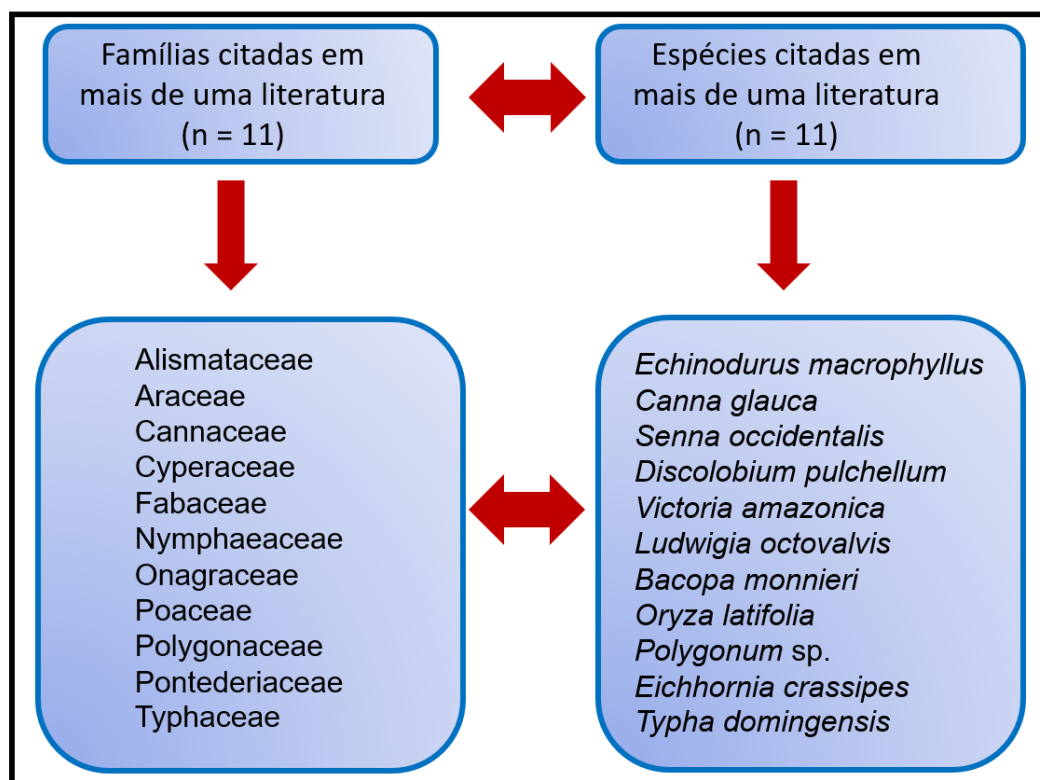 Famílias citadas em
mais de uma literatura
(n = 11)
Espécies citadas em
mais de uma literatura
(n = 11)
Alismataceae
Araceae
Cannaceae
Cyperaceae
Fabaceae
Nymphaeaceae
Onagraceae
Poaceae
Polygonaceae
Pontederiaceae
Typhaceae
Echinodurus macrophyllus
Canna glauca
Senna occidentalis
Discolobium pulchellum
Victoria amazonica
Ludwigia octovalvis
Bacopa monnieri
Oryza latifolia
Polygonum sp.
Eichhornia crassipes
Typha domingensis